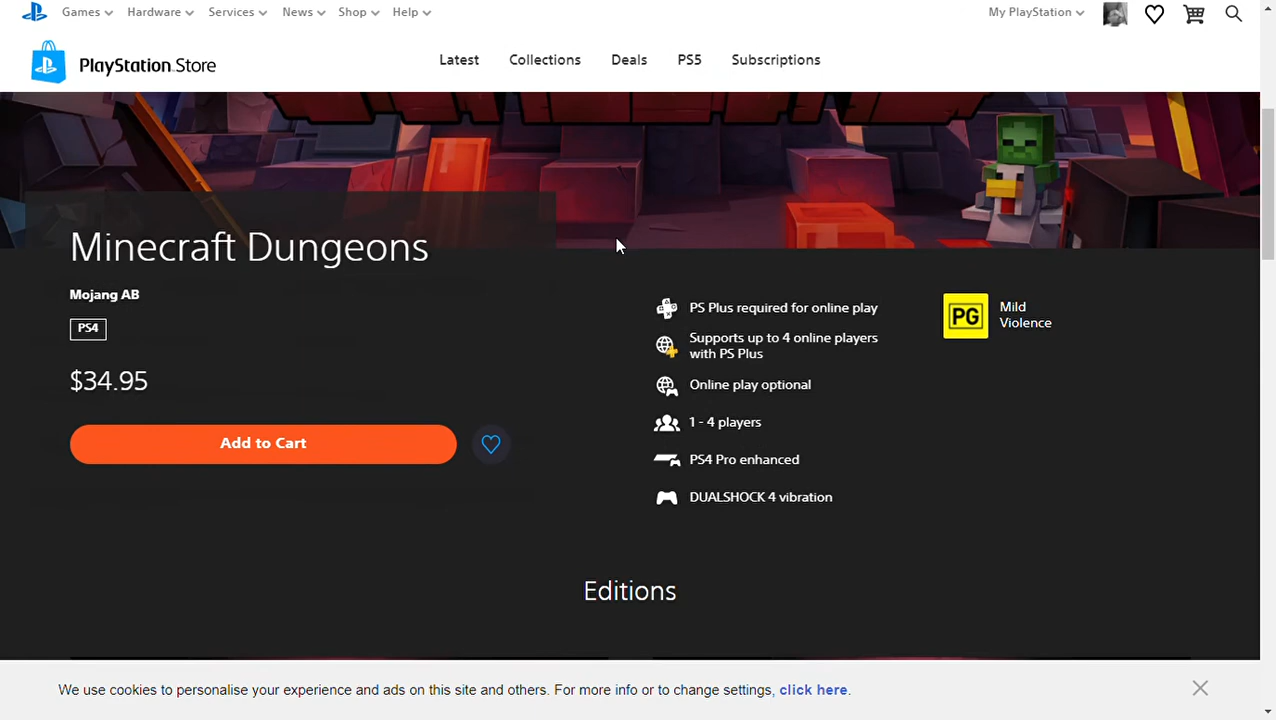 Games Hardware Services News Shop Help My PlayStation
PlayStation.Store
Latest Collections Deals PS5 Subscriptions
Minecraft Dungeons
Mojang AB
PS4
$34.95
Add to Cart
PS Plus required for online play
Supports up to 4 online players
with PS Plus
Online play optional
1 - 4 players
PS4 Pro enhanced
DUALSHOCK 4 vibration
PG
Mild
Violence
Editions
We use cookies to personalise your experience and ads on this site and others. For more info or to change settings, click here.